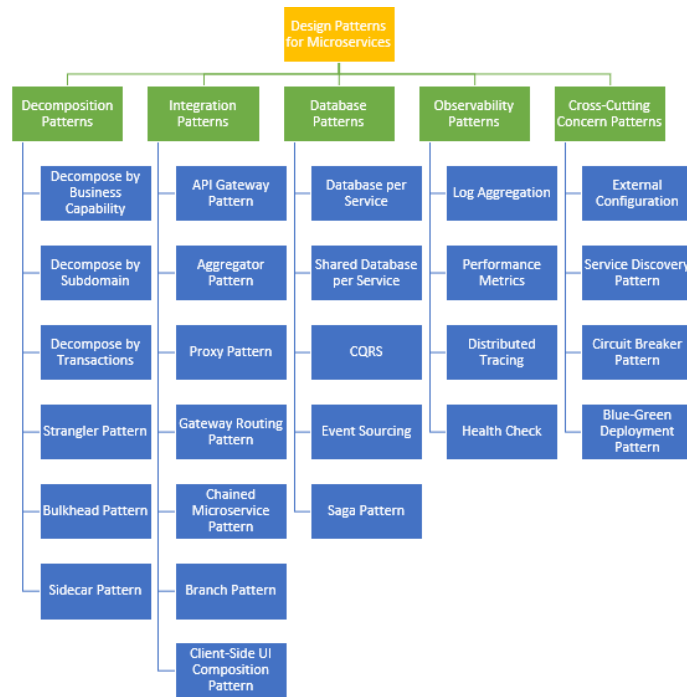 Design Patterns
for Microservices
Decomposition
Patterns
Integration
Patterns
Database
Patterns
Observability
Patterns
Cross-Cutting
Concern Patterns
Decompose by
Business
Capability
Decompose by
Subdomain
Decompose by
Transactions
Strangler Pattern
Bulkhead Pattern
Sidecar Pattern
API Gateway
Pattern
Aggregator
Pattern
Proxy Pattern
Gateway Routing
Pattern
Chained
Microservice
Pattern
Branch Pattern
Client-Side UI
Composition
Pattern
Database per
Service
Shared Database
per Service
CQRS
Event Sourcing
Saga Pattern
Log Aggregation
Performance
Metrics
Distributed
Tracing
Health Check
External
Configuration
Service Discovery
Pattern
Circuit Breaker
Pattern
Blue-Green
Deployment
Pattern